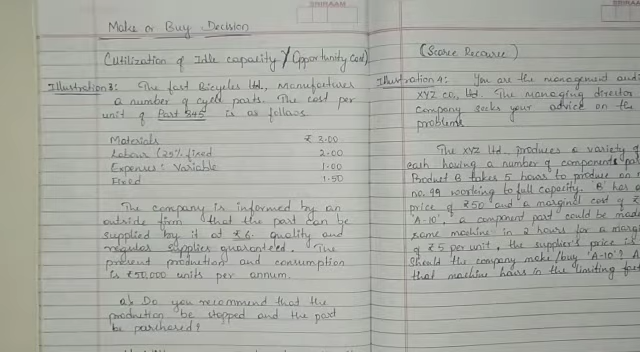 SHRIRAAM
Make or Buy Decision
(Utilization of Idle capacity / Opportunity Cost)
Illustration 3: The fast Bicycles Ltd., manufactures
a number of cycle parts. The cost per
unit of Part 345 is as follows
Materials ₹ 3.00
Labour (25% fixed 2.00
Expenses: Variable 1.00
Fixed 1.50
The company is informed by an
outside firm that the part can be
supplied by it at ₹6. quality and
regular supplies guaranteed. The
present production and consumption
is ₹50,000 units per annum.
a) Do you recommend that the
production be stopped and the part
be purchased?
(Scarce Resource)
Illustration 4: You are the management
XYZ co., Ltd. The managing director
company seeks your advice on the
problems
The XYZ Ltd. produces a variety of
each having a number of components
Product B takes 5 hours to produce on
no. 99 working to full capacity. B has
price of ₹50 and a marginal cost of
'A-10', a component part could be made
same machine in 2 hours for a
of ₹5 per unit, the supplier's price is
Should the company make/buy 'A-10'?
that machine hours is the limiting